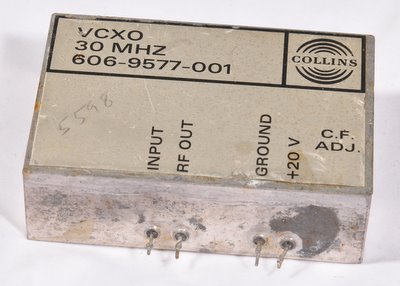 VCXO
30 MHZ
606-9577-001
COLLINS
5598
INPUT
RF OUT
GROUND
+20 V
C.F.
ADJ.